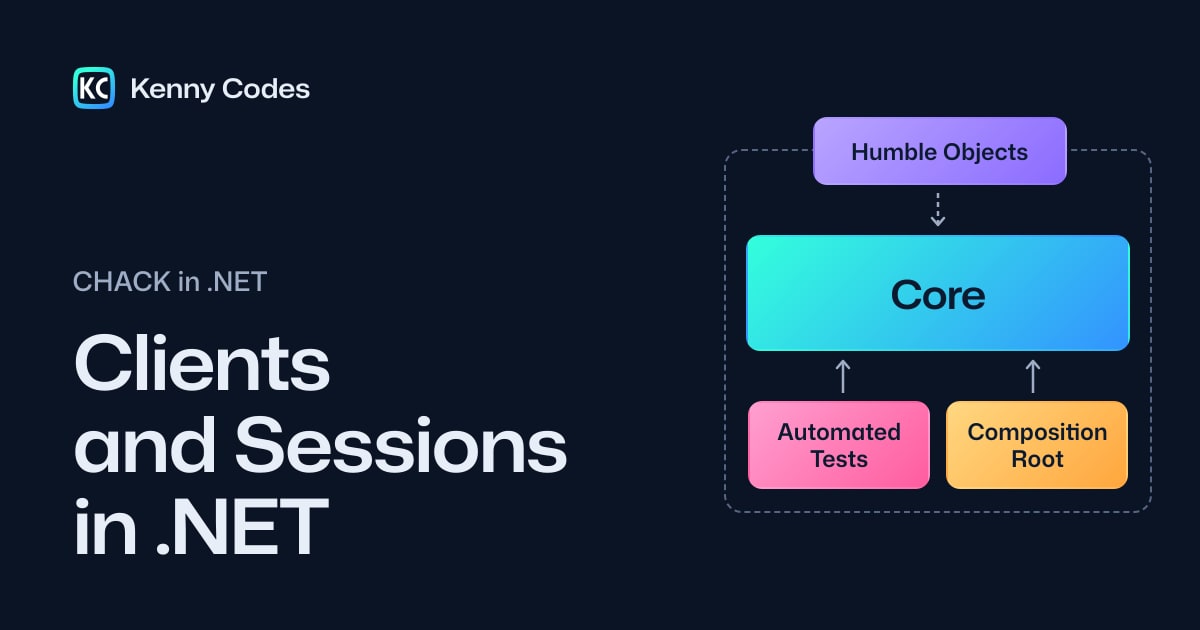 KC
Kenny Codes
CHACK in .NET
Clients
and Sessions
in .NET
Humble Objects
Core
Automated
Tests
Composition
Root